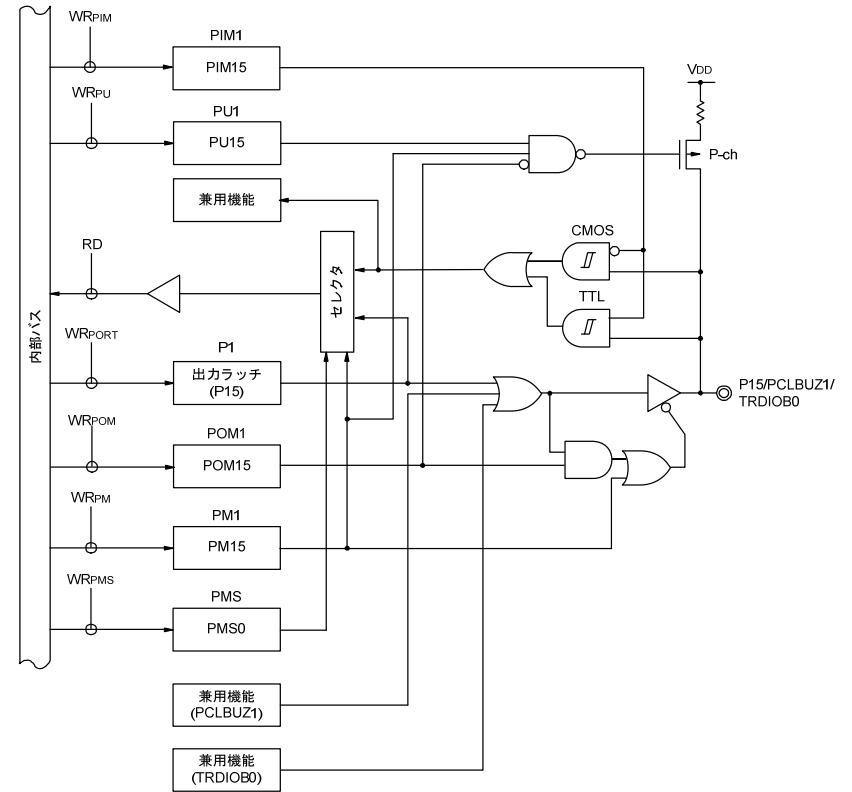 WRPIM
PIM1
PIM15
WRPU
PU1
PU15
VDD
P-ch
兼用機能
CMOS
RD
セレクタ
TTL
内部バス
WRPORT
P1
出力ラッチ
(P15)
P15/PCLBUZ1/
TRDIOB0
WRPOM
POM1
POM15
WRPM
PM1
PM15
WRPMS
PMS
PMS0
兼用機能
(PCLBUZ1)
兼用機能
(TRDIOB0)